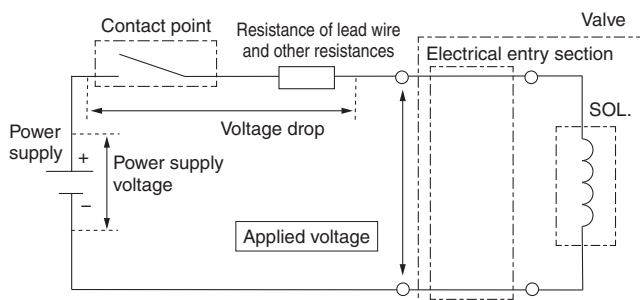 Valve
Contact point
Resistance of lead wire
and other resistances
Electrical entry section
Voltage drop
SOL.
Power
supply
+
−
Power supply
voltage
Applied voltage